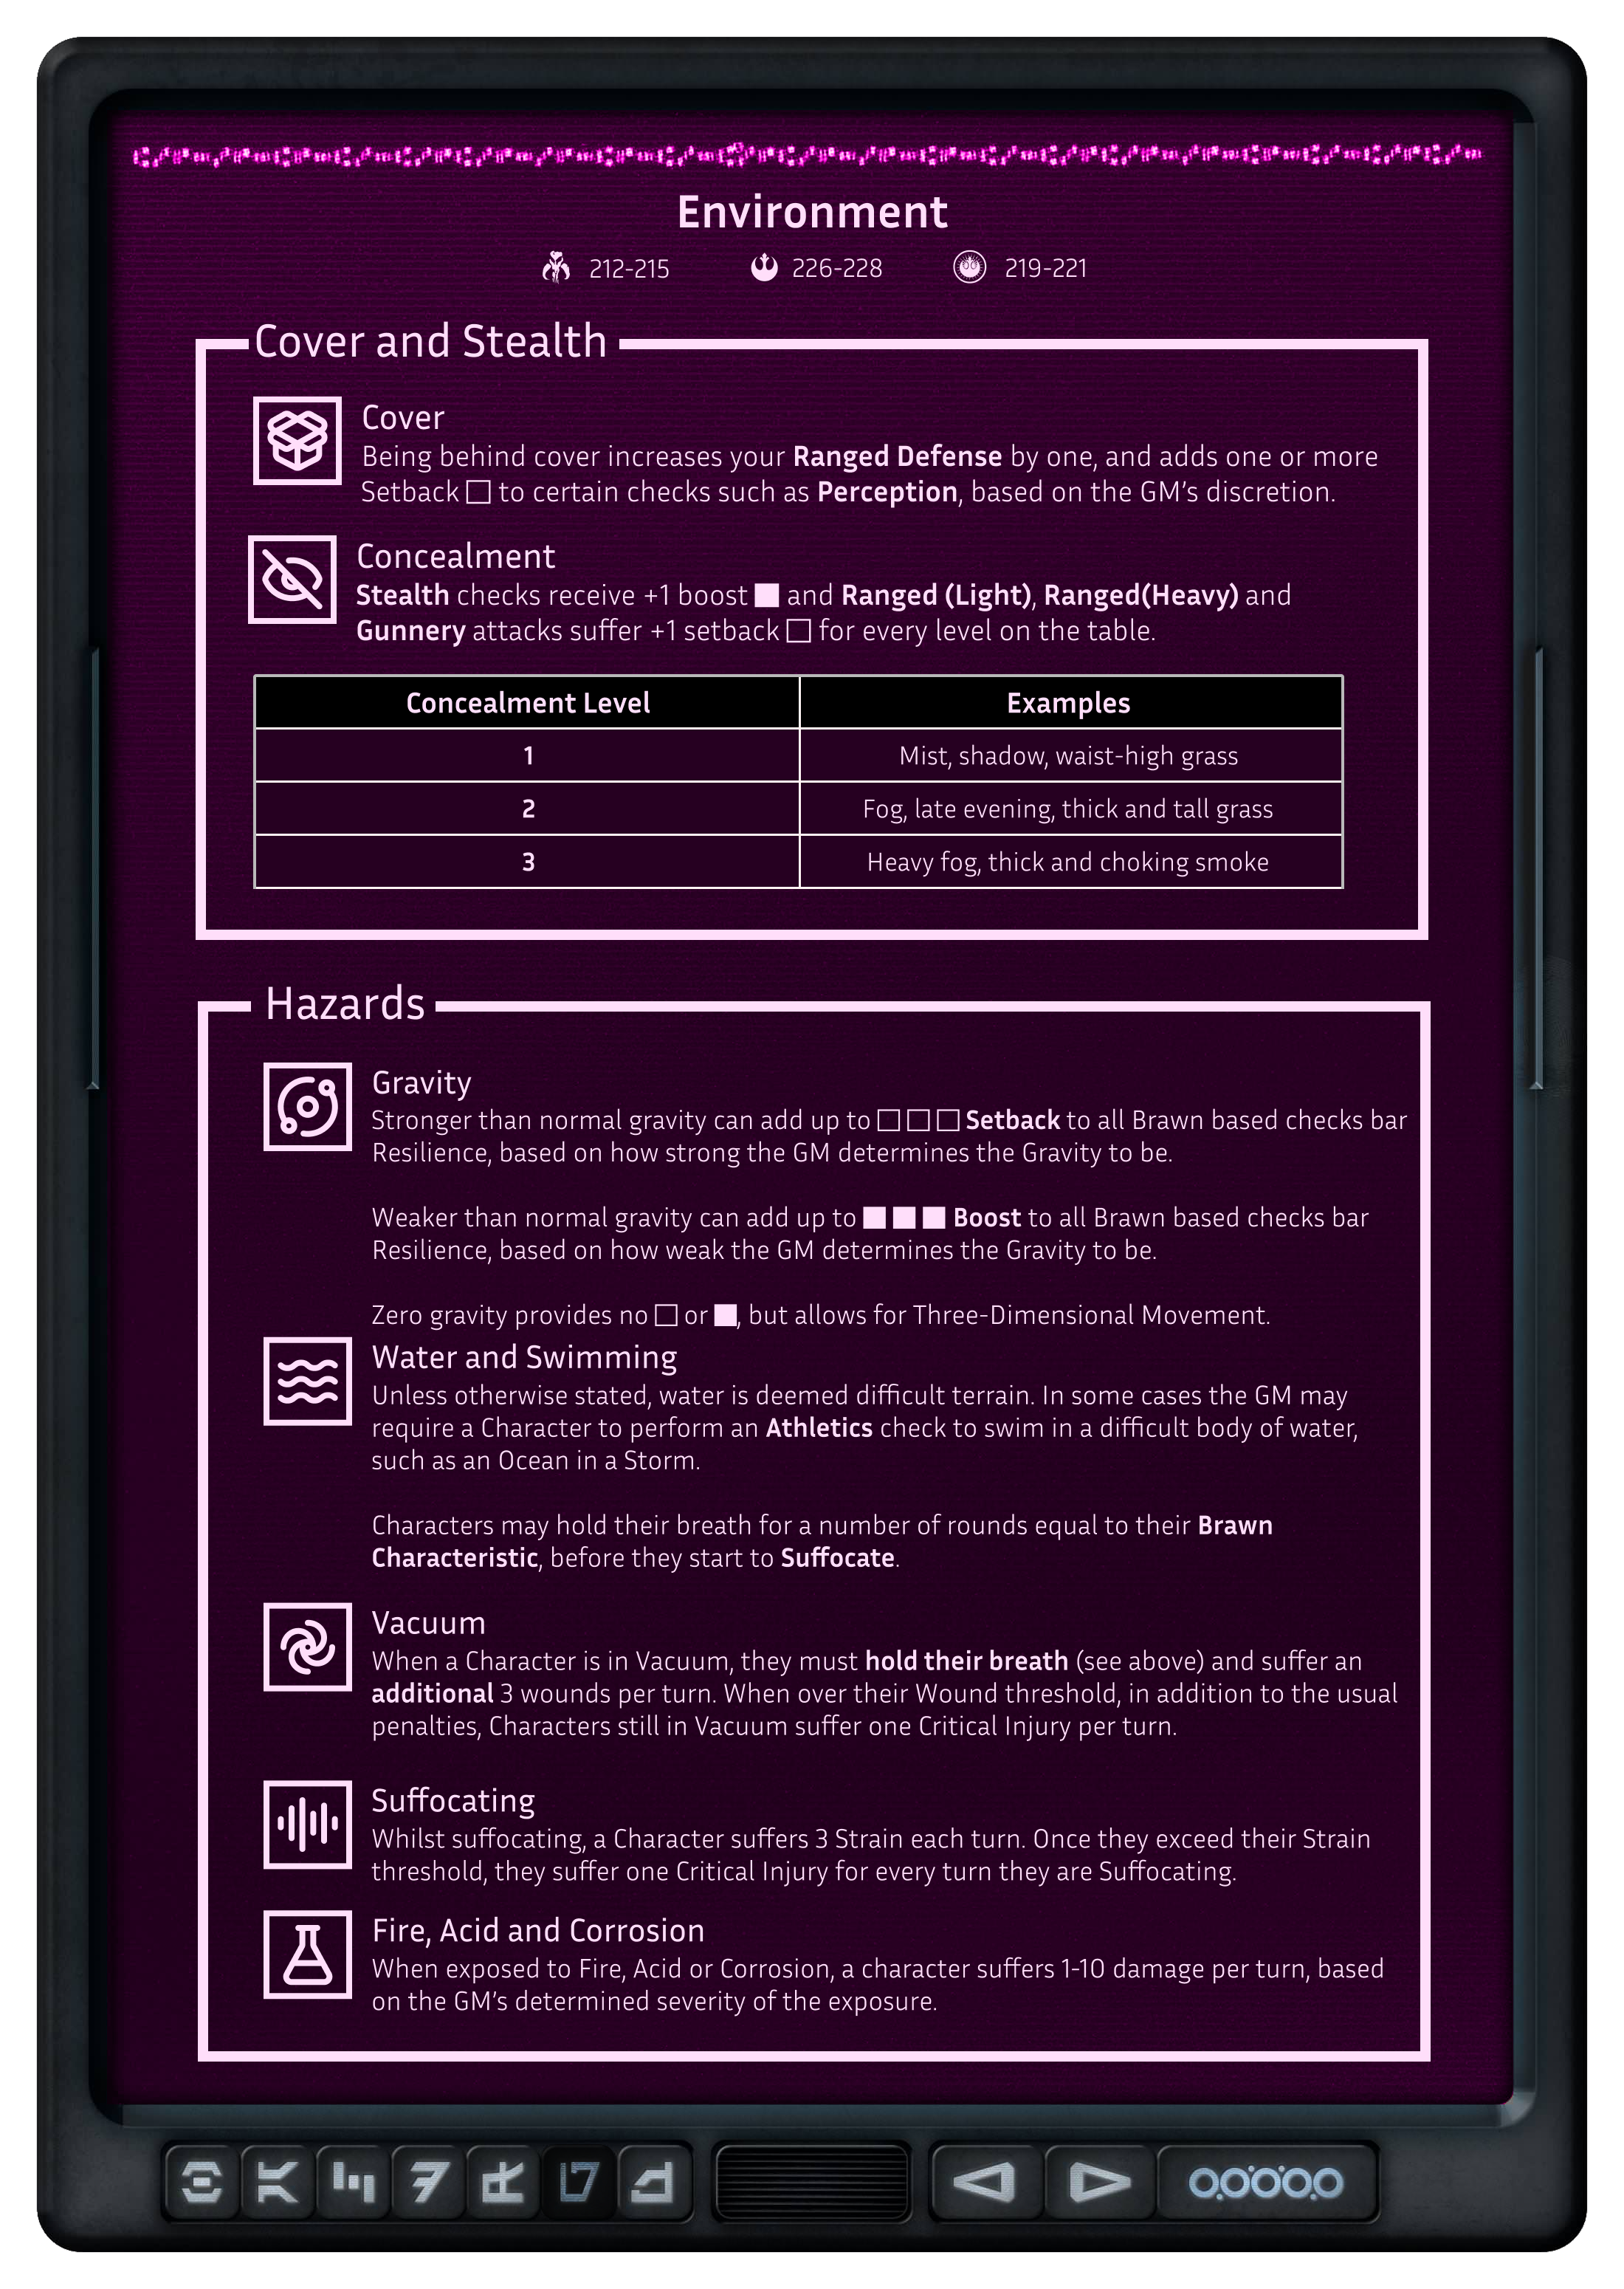 Environment
212-215 226-228 219-221
Cover and Stealth
Cover
Being behind cover increases your Ranged Defense by one, and adds one or more
Setback □ to certain checks such as Perception, based on the GM’s discretion.
Concealment
Stealth checks receive +1 boost ■ and Ranged (Light), Ranged(Heavy) and
Gunnery attacks suffer +1 setback □ for every level on the table.
Concealment Level Examples
1 Mist, shadow, waist-high grass
2 Fog, late evening, thick and tall grass
3 Heavy fog, thick and choking smoke
Hazards
Gravity
Stronger than normal gravity can add up to □ □ □ Setback to all Brawn based checks bar
Resilience, based on how strong the GM determines the Gravity to be.
Weaker than normal gravity can add up to ■ ■ ■ Boost to all Brawn based checks bar
Resilience, based on how weak the GM determines the Gravity to be.
Zero gravity provides no □ or ■, but allows for Three-Dimensional Movement.
Water and Swimming
Unless otherwise stated, water is deemed difficult terrain. In some cases the GM may
require a Character to perform an Athletics check to swim in a difficult body of water,
such as an Ocean in a Storm.
Characters may hold their breath for a number of rounds equal to their Brawn
Characteristic, before they start to Suffocate.
Vacuum
When a Character is in Vacuum, they must hold their breath (see above) and suffer an
additional 3 wounds per turn. When over their Wound threshold, in addition to the usual
penalties, Characters still in Vacuum suffer one Critical Injury per turn.
Suffocating
Whilst suffocating, a Character suffers 3 Strain each turn. Once they exceed their Strain
threshold, they suffer one Critical Injury for every turn they are Suffocating.
Fire, Acid and Corrosion
When exposed to Fire, Acid or Corrosion, a character suffers 1-10 damage per turn, based
on the GM’s determined severity of the exposure.